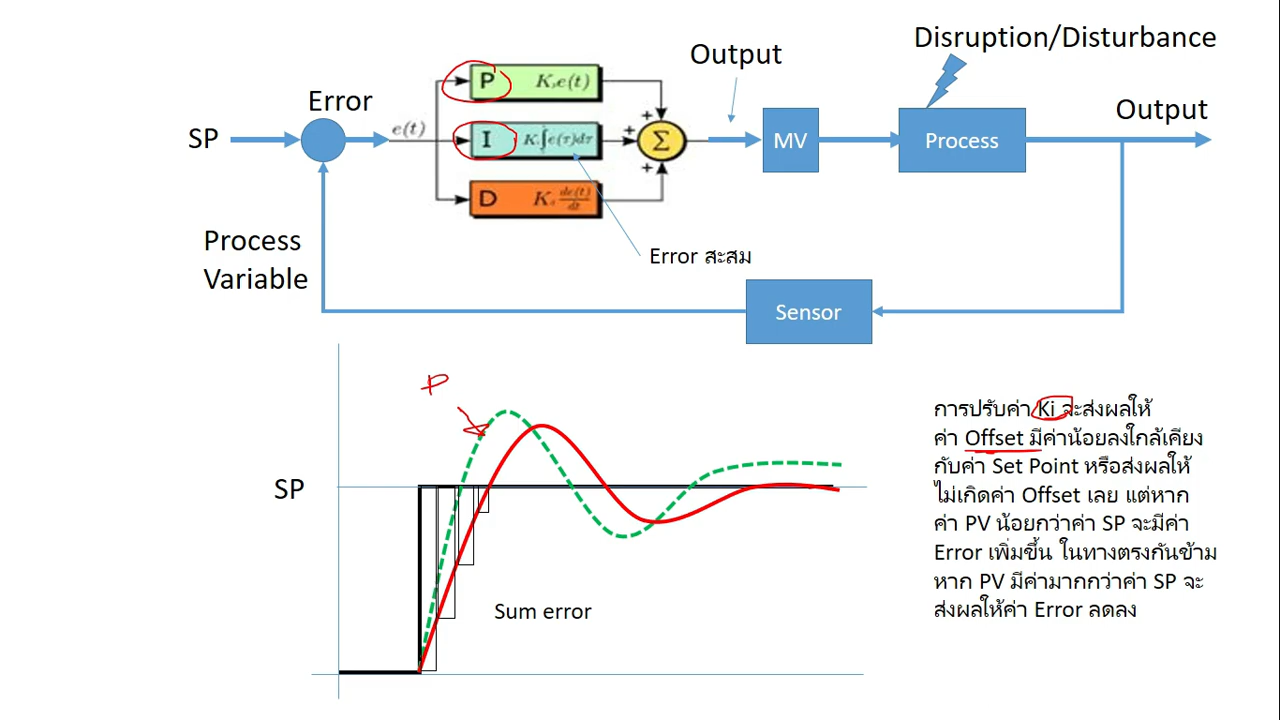 Disruption/Disturbance
Output
Error
Output
SP
e(t)
P K e(t)
I K ∫e(τ)dτ
D K de(t)/dt
+
+
+
Σ
MV
Process
Process
Variable
Error สะสม
Sensor
P
SP
Sum error
การปรับค่า Ki จะส่งผลให้
ค่า Offset มีค่าน้อยลงใกล้เคียง
กับค่า Set Point หรือส่งผลให้
ไม่เกิดค่า Offset เลย แต่หาก
ค่า PV น้อยกว่าค่า SP จะมีค่า
Error เพิ่มขึ้น ในทางตรงกันข้าม
หาก PV มีค่ามากกว่าค่า SP จะ
ส่งผลให้ค่า Error ลดลง